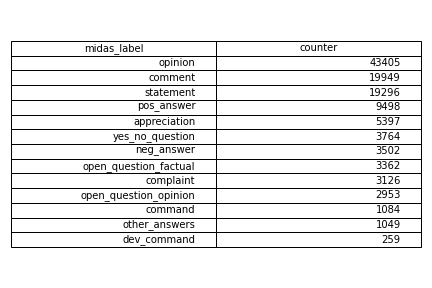 midas_label counter
opinion 43405
comment 19949
statement 19296
pos_answer 9498
appreciation 5397
yes_no_question 3764
neg_answer 3502
open_question_factual 3362
complaint 3126
open_question_opinion 2953
command 1084
other_answers 1049
dev_command 259